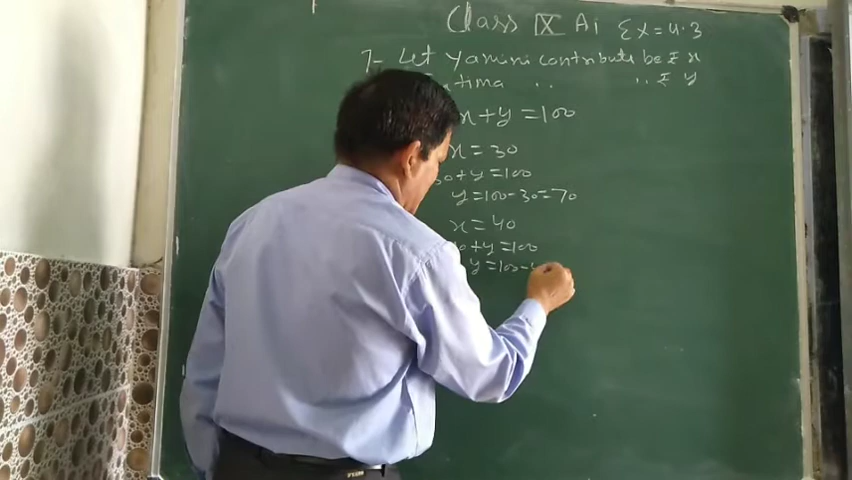 Class IX Ai Ex = 4.3
7- Let Yamini contribute be ₹ x
tima .. .. ₹ y
x+y=100
x=30
30+y=100
y=100-30=70
x=40
+y=100
y=100-